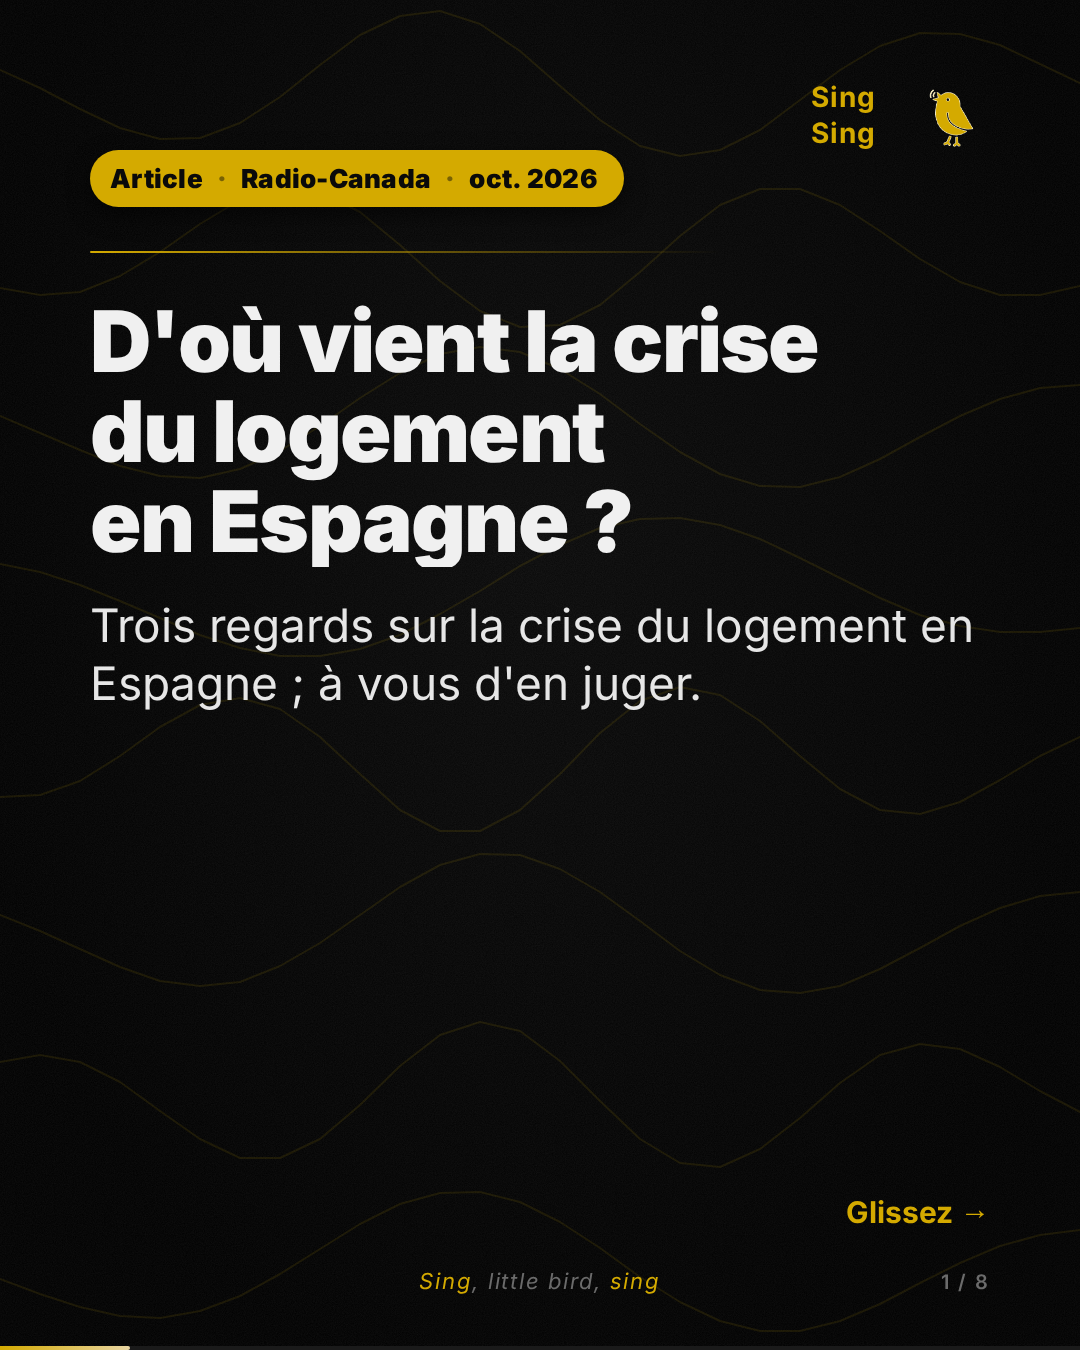 Sing
Sing
Article · Radio-Canada · oct. 2026
D'où vient la crise
du logement
en Espagne ?
Trois regards sur la crise du logement en
Espagne ; à vous d'en juger.
Glissez →
Sing, little bird, sing
1 / 8